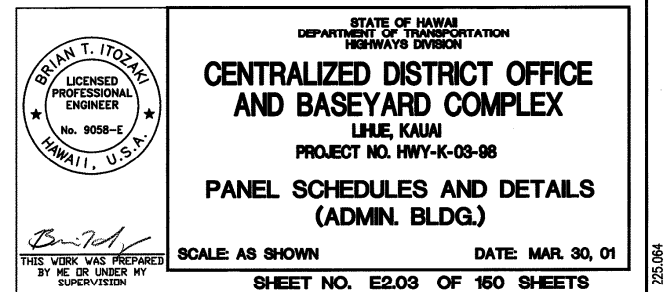 BRIAN T. ITOZAKI
LICENSED
PROFESSIONAL
ENGINEER
No. 9058-E
HAWAII, U.S.A.
THIS WORK WAS PREPARED
BY ME OR UNDER MY
SUPERVISION
STATE OF HAWAII
DEPARTMENT OF TRANSPORTATION
HIGHWAYS DIVISION
CENTRALIZED DISTRICT OFFICE
AND BASEYARD COMPLEX
LIHUE, KAUAI
PROJECT NO. HWY-K-03-98
PANEL SCHEDULES AND DETAILS
(ADMIN. BLDG.)
SCALE: AS SHOWN DATE: MAR. 30, 01
SHEET NO. E2.03 OF 150 SHEETS
225.064